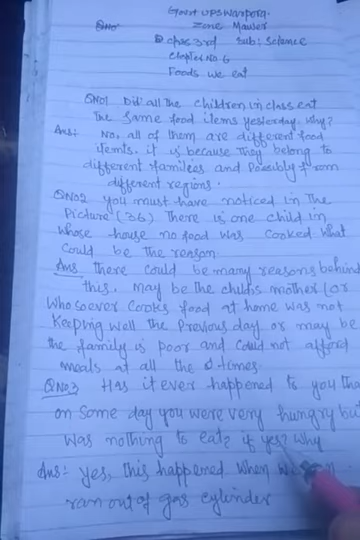 Govt UPS Warpora
Zone Mawer
QNo class 3rd Sub: Science
Chapter No. 6
Foods we eat
QNo1 Did all the children in class eat
the same food items yesterday. Why?
Ans: No, all of them are different food
itemts. it is because they belong to
different families and Possibly from
different regions.
QNo2 you must have noticed in the
Picture (36) There is one child in
whose house no food was cooked what
could be the reason
Ans There could be many reasons behind
this. May be the child's mother (or
whosoever cooks food at home was not
Keeping well the Previous day or may be
the family is poor and could not afford
meals at all the times.
QNo3 Has it ever happened to you tha
on some day you were very hungry but
was nothing to eat? if yes? why
Ans: yes, this happened when we
ran out of gas cylinder